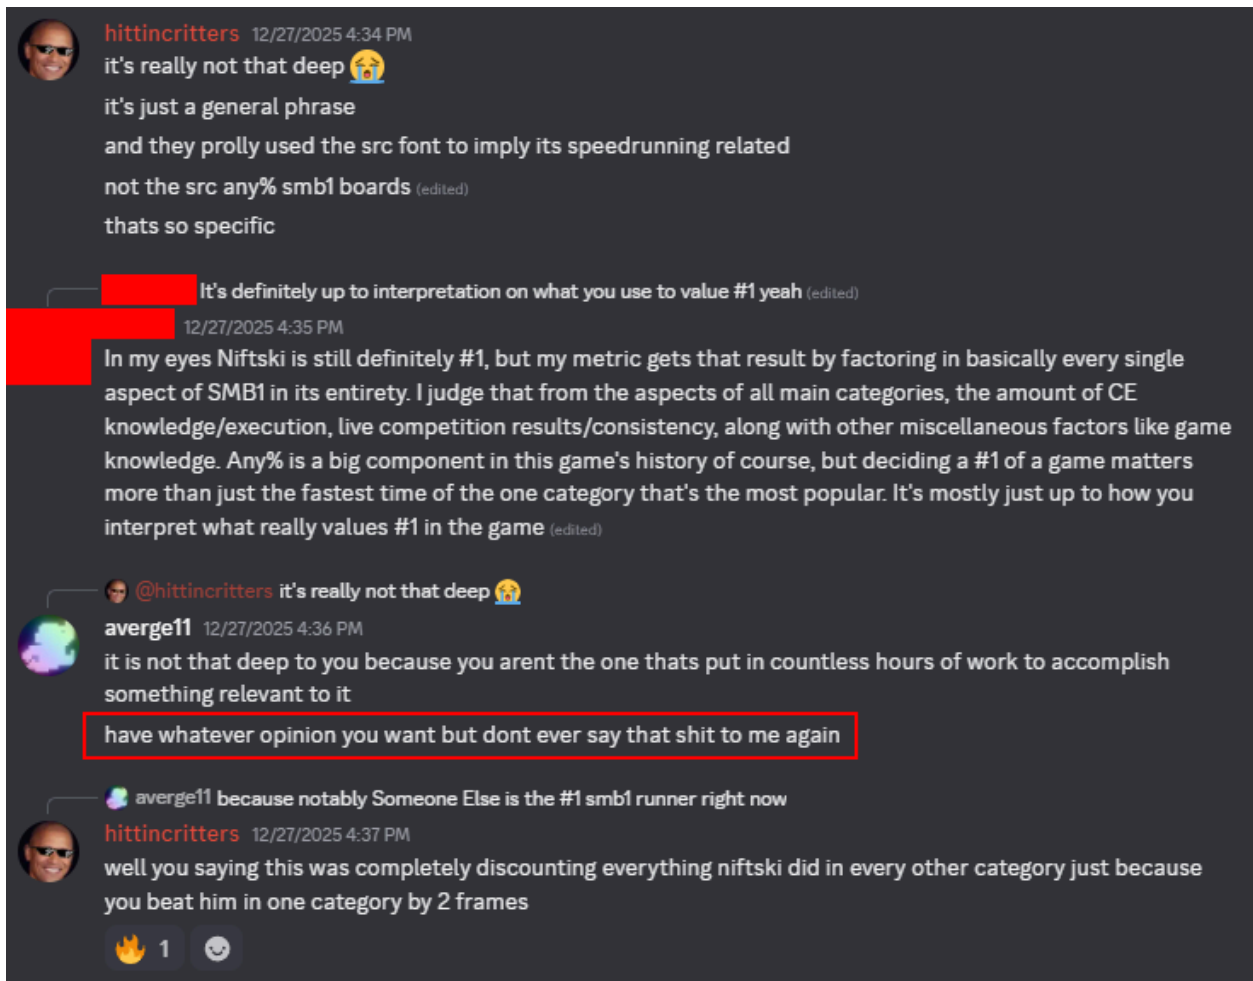 hittincritters 12/27/2025 4:34 PM
it's really not that deep 😭
it's just a general phrase
and they prolly used the src font to imply its speedrunning related
not the src any% smb1 boards (edited)
thats so specific
It's definitely up to interpretation on what you use to value #1 yeah (edited)
12/27/2025 4:35 PM
In my eyes Niftski is still definitely #1, but my metric gets that result by factoring in basically every single
aspect of SMB1 in its entirety. I judge that from the aspects of all main categories, the amount of CE
knowledge/execution, live competition results/consistency, along with other miscellaneous factors like game
knowledge. Any% is a big component in this game's history of course, but deciding a #1 of a game matters
more than just the fastest time of the one category that's the most popular. It's mostly just up to how you
interpret what really values #1 in the game (edited)
@hittincritters it's really not that deep 😭
averge11 12/27/2025 4:36 PM
it is not that deep to you because you arent the one thats put in countless hours of work to accomplish
something relevant to it
have whatever opinion you want but dont ever say that shit to me again
averge11 because notably Someone Else is the #1 smb1 runner right now
hittincritters 12/27/2025 4:37 PM
well you saying this was completely discounting everything niftski did in every other category just because
you beat him in one category by 2 frames
🔥 1